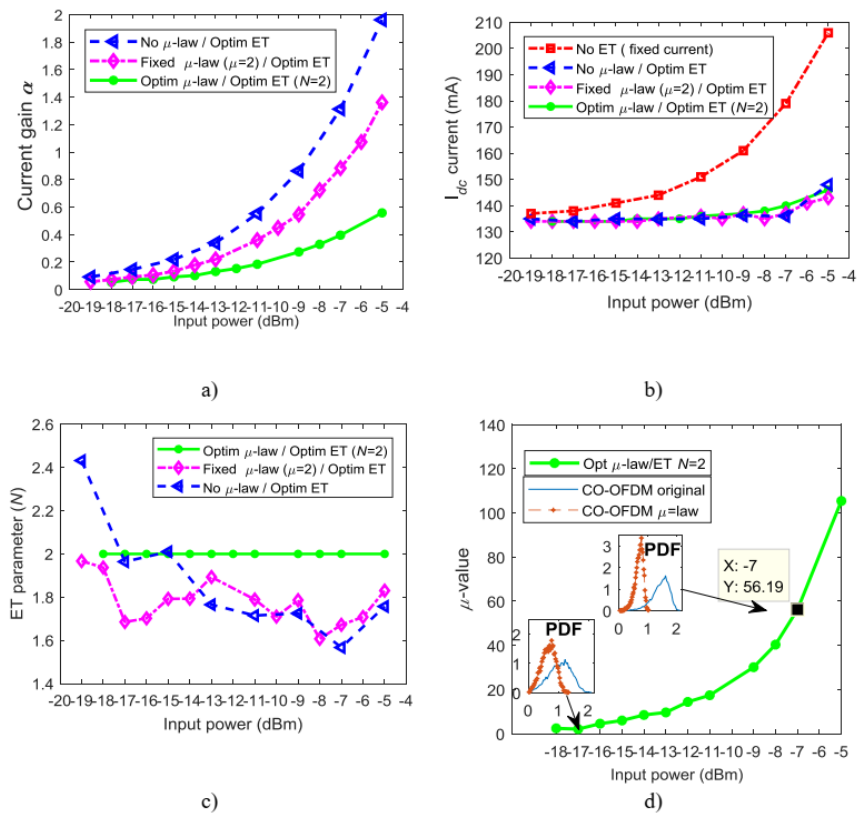 2
1.8
1.6
1.4
1.2
1
0.8
0.6
0.4
0.2
0
Current gain α
No μ-law / Optim ET
Fixed μ-law (μ=2) / Optim ET
Optim μ-law / Optim ET (N=2)
-20 -19 -18 -17 -16 -15 -14 -13 -12 -11 -10 -9 -8 -7 -6 -5 -4
Input power (dBm)
a)
210
200
190
180
170
160
150
140
130
120
I_dc current (mA)
No ET ( fixed current)
No μ-law / Optim ET
Fixed μ-law (μ=2) / Optim ET
Optim μ-law / Optim ET (N=2)
-20 -19 -18 -17 -16 -15 -14 -13 -12 -11 -10 -9 -8 -7 -6 -5 -4
Input power (dBm)
b)
2.6
2.4
2.2
2
1.8
1.6
1.4
ET parameter (N)
Optim μ-law / Optim ET (N=2)
Fixed μ-law (μ=2) / Optim ET
No μ-law / Optim ET
-20 -19 -18 -17 -16 -15 -14 -13 -12 -11 -10 -9 -8 -7 -6 -5 -4
Input power (dBm)
c)
140
120
100
80
60
40
20
0
μ-value
Opt μ-law/ET N=2
CO-OFDM original
CO-OFDM μ=law
3
2
1
0
PDF
0 1 2
X: -7
Y: 56.19
2
1
0
PDF
0 1 2
-18 -17 -16 -15 -14 -13 -12 -11 -10 -9 -8 -7 -6 -5
Input power (dBm)
d)